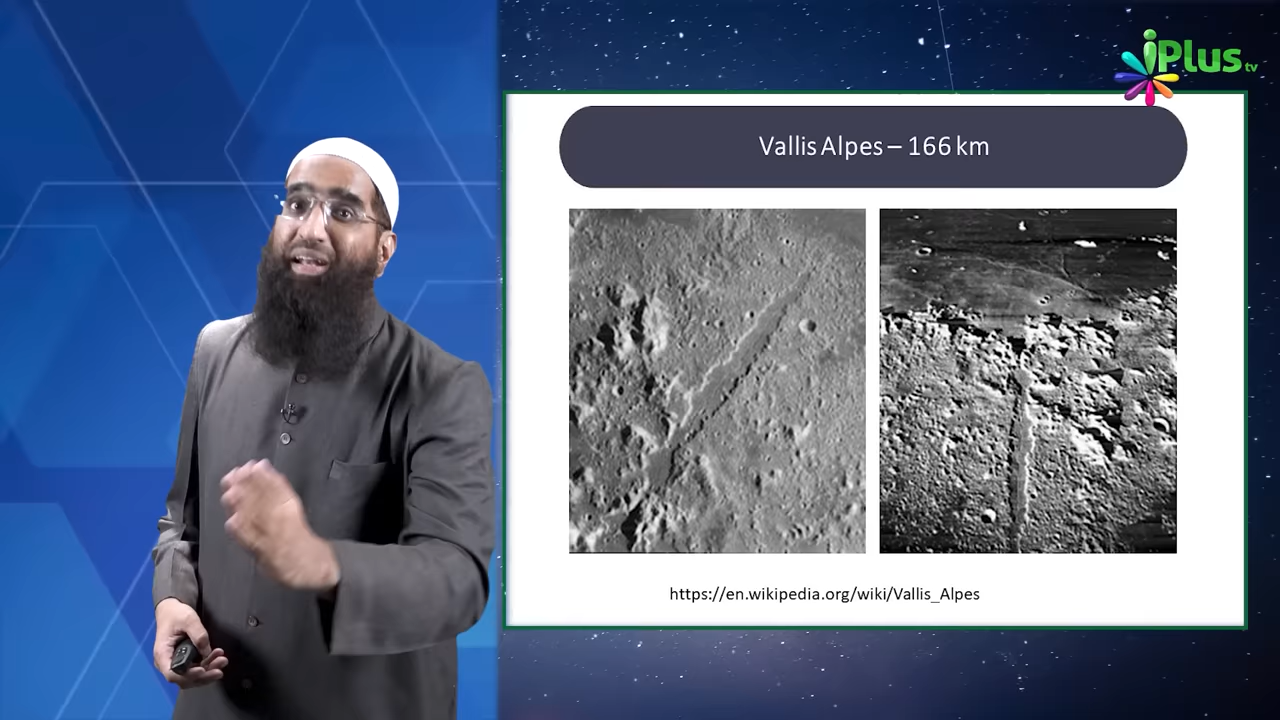 iPlus tv
Vallis Alpes – 166 km
https://en.wikipedia.org/wiki/Vallis_Alpes